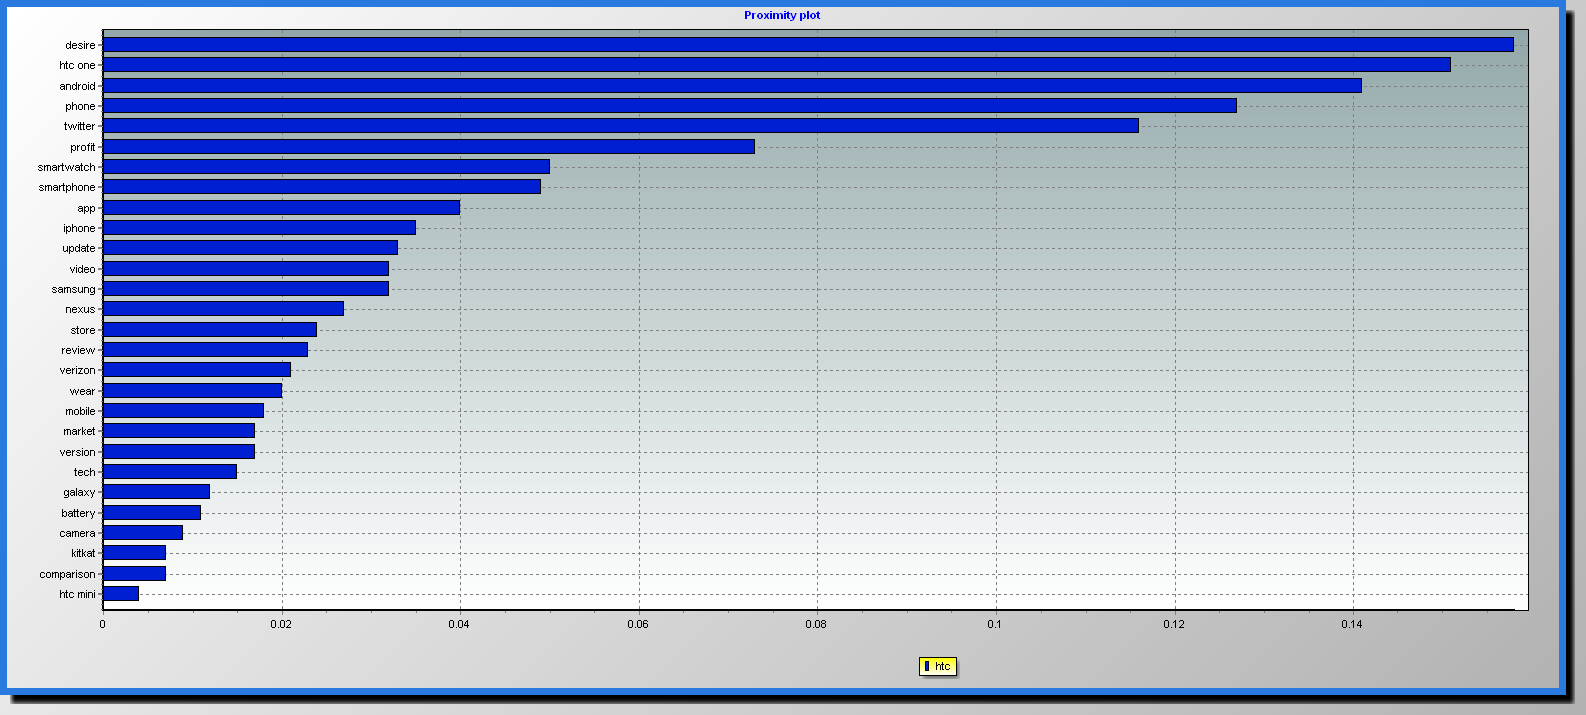 Proximity plot
desire
htc one
android
phone
twitter
profit
smartwatch
smartphone
app
iphone
update
video
samsung
nexus
store
review
verizon
wear
mobile
market
version
tech
galaxy
battery
camera
kitkat
comparison
htc mini
0 0.02 0.04 0.06 0.08 0.1 0.12 0.14
htc